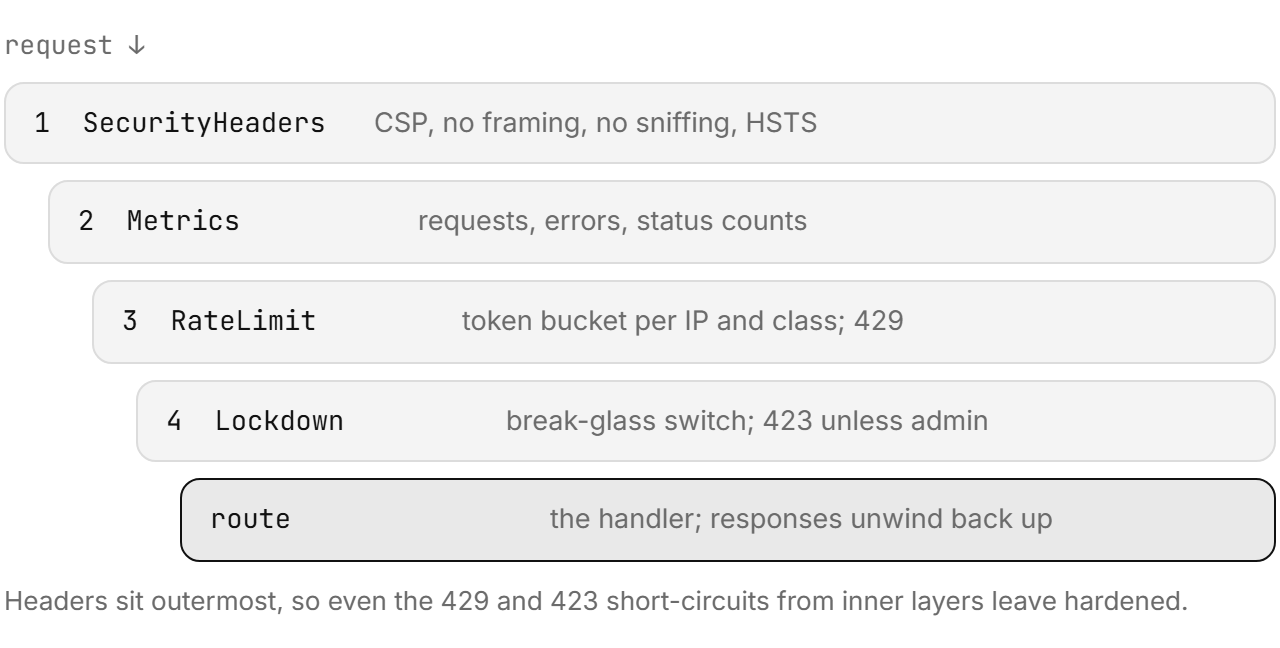 request ↓
1 SecurityHeaders CSP, no framing, no sniffing, HSTS
2 Metrics requests, errors, status counts
3 RateLimit token bucket per IP and class; 429
4 Lockdown break-glass switch; 423 unless admin
route the handler; responses unwind back up
Headers sit outermost, so even the 429 and 423 short-circuits from inner layers leave hardened.